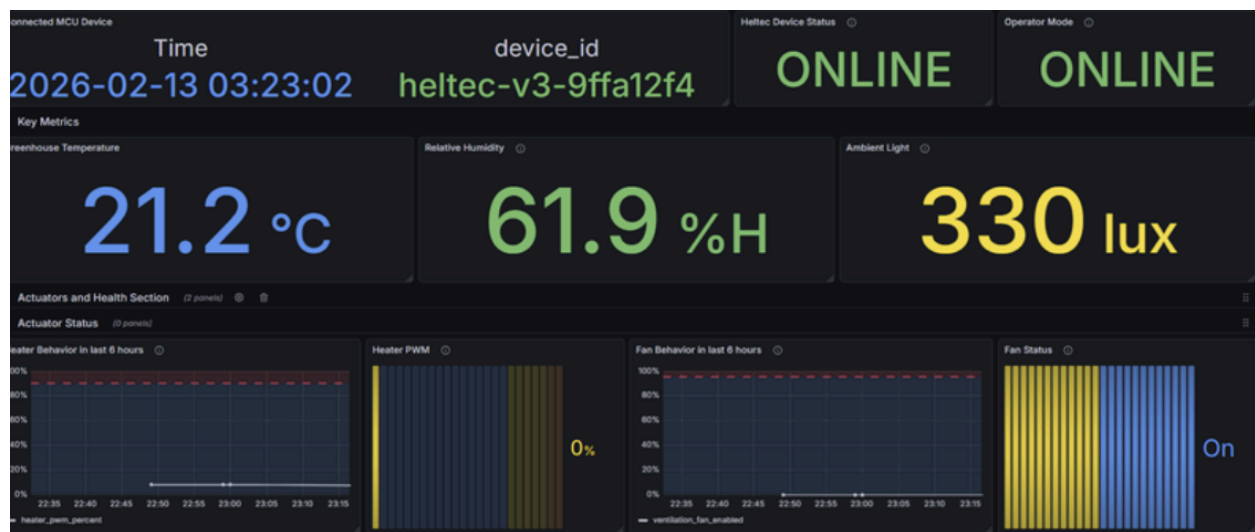 onnected MCU Device
Heltec Device Status
Operator Mode
Time
device_id
2026-02-13 03:23:02
heltec-v3-9ffa12f4
ONLINE
ONLINE
Key Metrics
reenhouse Temperature
Relative Humidity
Ambient Light
21.2 °C
61.9 %H
330 lux
Actuators and Health Section (2 panels)
Actuator Status (0 panels)
eater Behavior in last 6 hours
Heater PWM
Fan Behavior in last 6 hours
Fan Status
00%
80%
60%
40%
20%
0%
22:35 22:40 22:45 22:50 22:55 23:00 23:05 23:10 23:15
heater_pwm_percent
0%
100%
80%
60%
40%
20%
0%
22:35 22:40 22:45 22:50 22:55 23:00 23:05 23:10 23:15
ventilation_fan_enabled
On